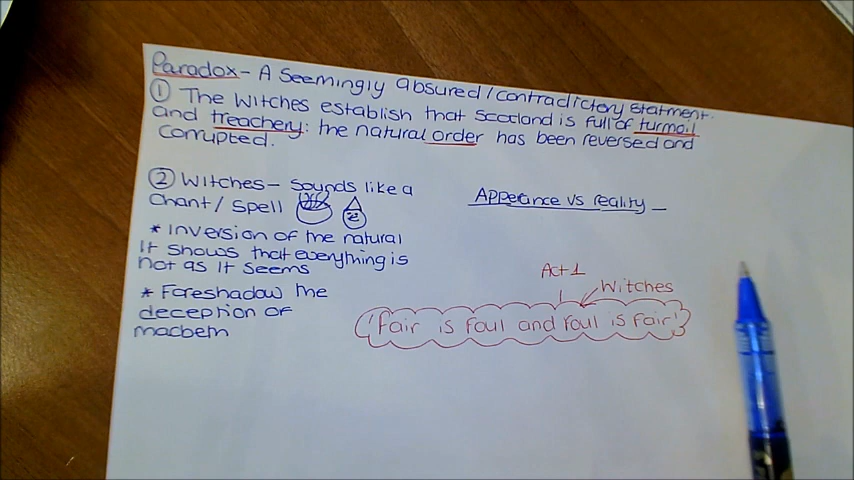 Paradox - A Seemingly absured/contradictory statment.
① The Witches establish that Scotland is full of turmoil
and treachery: the natural order has been reversed and
corrupted.
② Witches - Sounds like a
Chant / Spell
* Inversion of the natural
It shows that everything is
not as it seems
* Foreshadow the
deception of
macbeth
Apperance vs reality
Act 1
Witches
'Fair is foul and foul is fair'